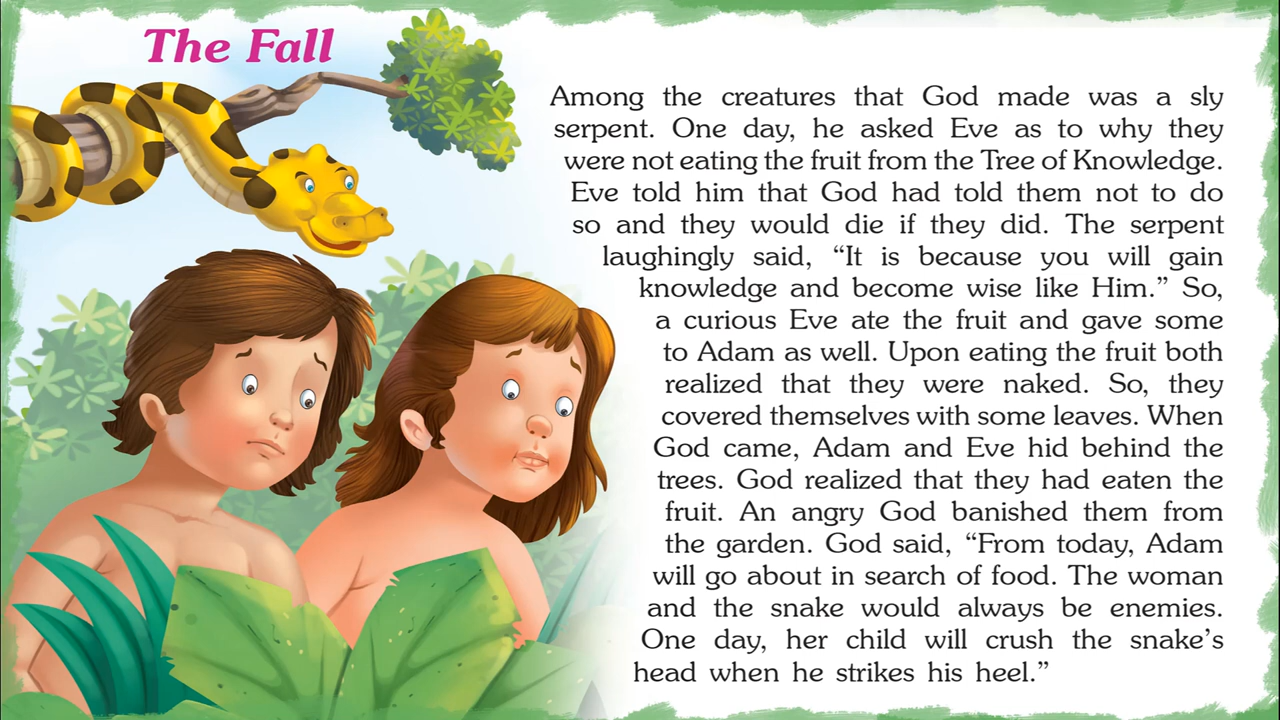 The Fall
Among the creatures that God made was a sly
serpent. One day, he asked Eve as to why they
were not eating the fruit from the Tree of Knowledge.
Eve told him that God had told them not to do
so and they would die if they did. The serpent
laughingly said, “It is because you will gain
knowledge and become wise like Him.” So,
a curious Eve ate the fruit and gave some
to Adam as well. Upon eating the fruit both
realized that they were naked. So, they
covered themselves with some leaves. When
God came, Adam and Eve hid behind the
trees. God realized that they had eaten the
fruit. An angry God banished them from
the garden. God said, “From today, Adam
will go about in search of food. The woman
and the snake would always be enemies.
One day, her child will crush the snake’s
head when he strikes his heel.”